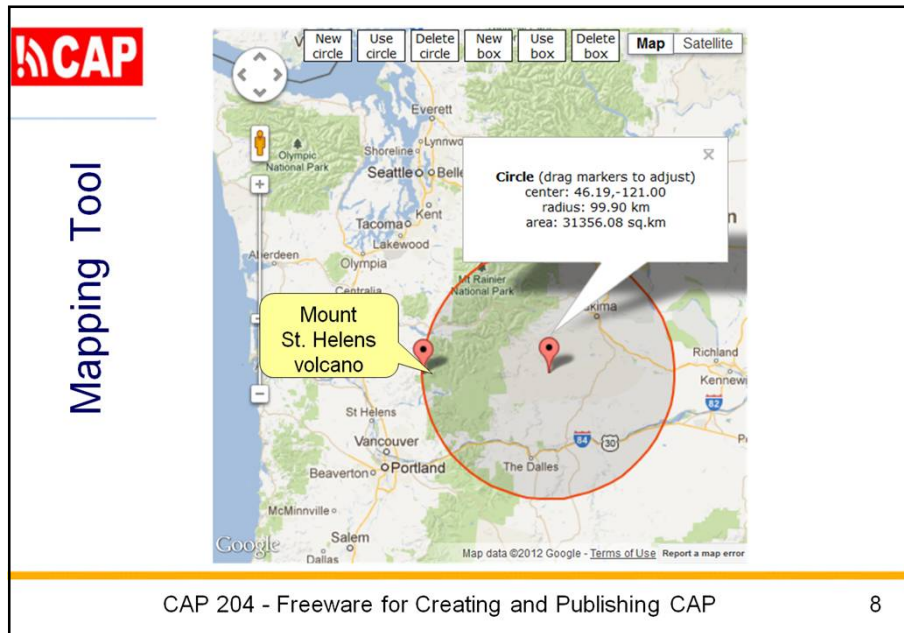 CAP
Mapping Tool
New circle
Use circle
Delete circle
New box
Use box
Delete box
Map
Satellite
Everett
Olympic
National Park
Shoreline
Lynnwo
Seattle
Belle
Kent
Tacoma
Lakewood
Aberdeen
Olympia
Centralia
Circle (drag markers to adjust)
center: 46.19,-121.00
radius: 99.90 km
area: 31356.08 sq.km
n
Mt Rainier
National Park
kima
Mount
St. Helens
volcano
Richland
Kennew
82
St Helens
Vancouver
84
30
Beaverton
Portland
The Dalles
McMinnville
Salem
Dallas
Google
Map data ©2012 Google - Terms of Use
Report a map error
CAP 204 - Freeware for Creating and Publishing CAP
8